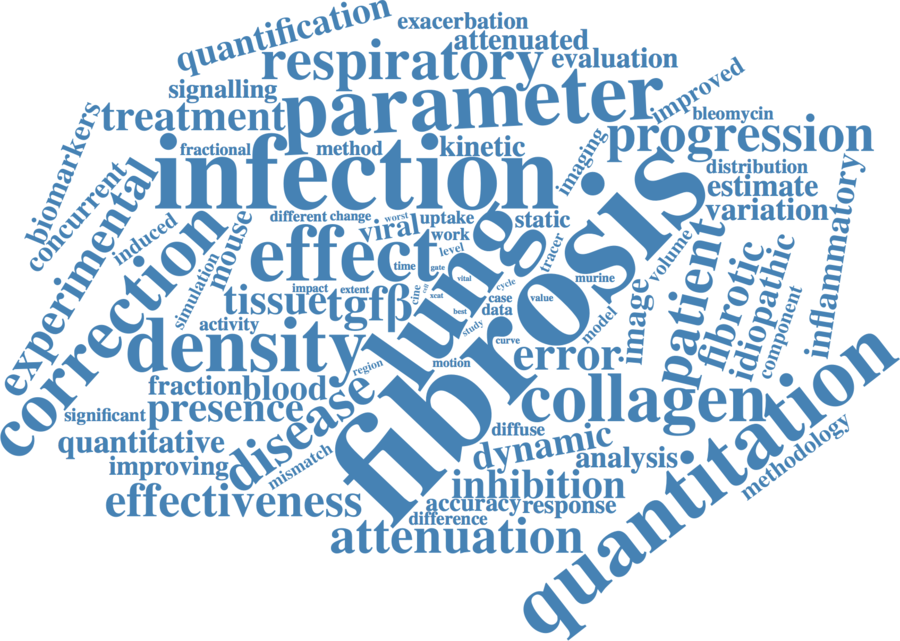 exacerbation
quantification
attenuated
respiratory
evaluation
signalling
parameter
improved
treatment
biomarkers
bleomycin
progression
fractional
method
kinetic
imaging
infection
concurrent
distribution
estimate
experimental
inflammatory
variation
different
change
worst
uptake
static
induced
mouse
viral
work
correction
effect
level
tracer
volume
lung
fibrosis
time
gate
vital
murine
patient
fibrotic
idiopathic
simulation
impact
extent
cine
cell
cycle
tissue
tgfβ
xcat
case
value
image
component
best
data
activity
study
model
density
curve
error
region
motion
fraction
blood
disease
collagen
significant
presence
diffuse
quantitative
dynamic
quantitation
methodology
improving
mismatch
analysis
effectiveness
inhibition
accuracy
response
difference
attenuation